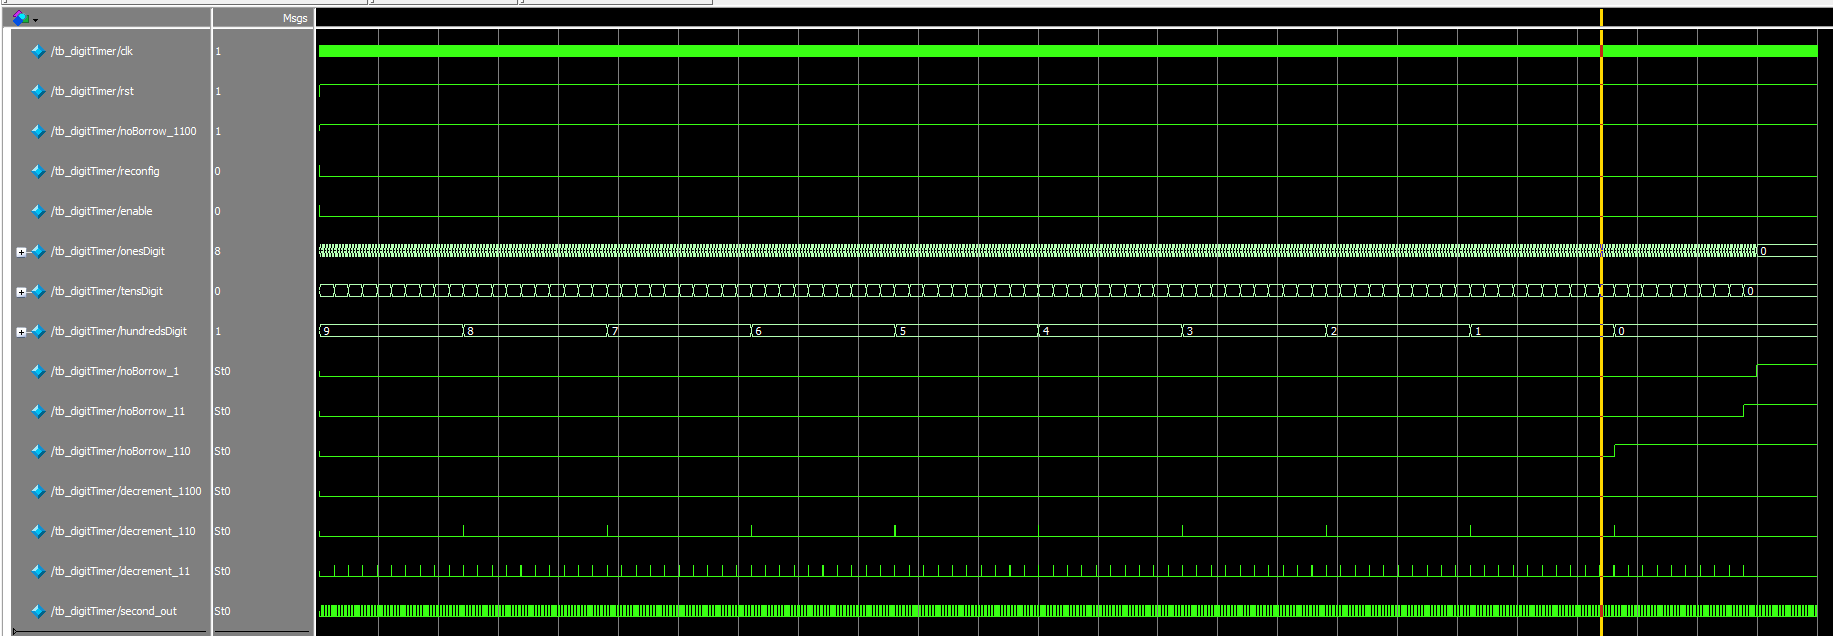 Msgs
/tb_digitTimer/clk 1
/tb_digitTimer/rst 1
/tb_digitTimer/noBorrow_1100 1
/tb_digitTimer/reconfig 0
/tb_digitTimer/enable 0
/tb_digitTimer/onesDigit 8 0
/tb_digitTimer/tensDigit 0 0
/tb_digitTimer/hundredsDigit 1 9 8 7 6 5 4 3 2 1 0
/tb_digitTimer/noBorrow_1 St0
/tb_digitTimer/noBorrow_11 St0
/tb_digitTimer/noBorrow_110 St0
/tb_digitTimer/decrement_1100 St0
/tb_digitTimer/decrement_110 St0
/tb_digitTimer/decrement_11 St0
/tb_digitTimer/second_out St0